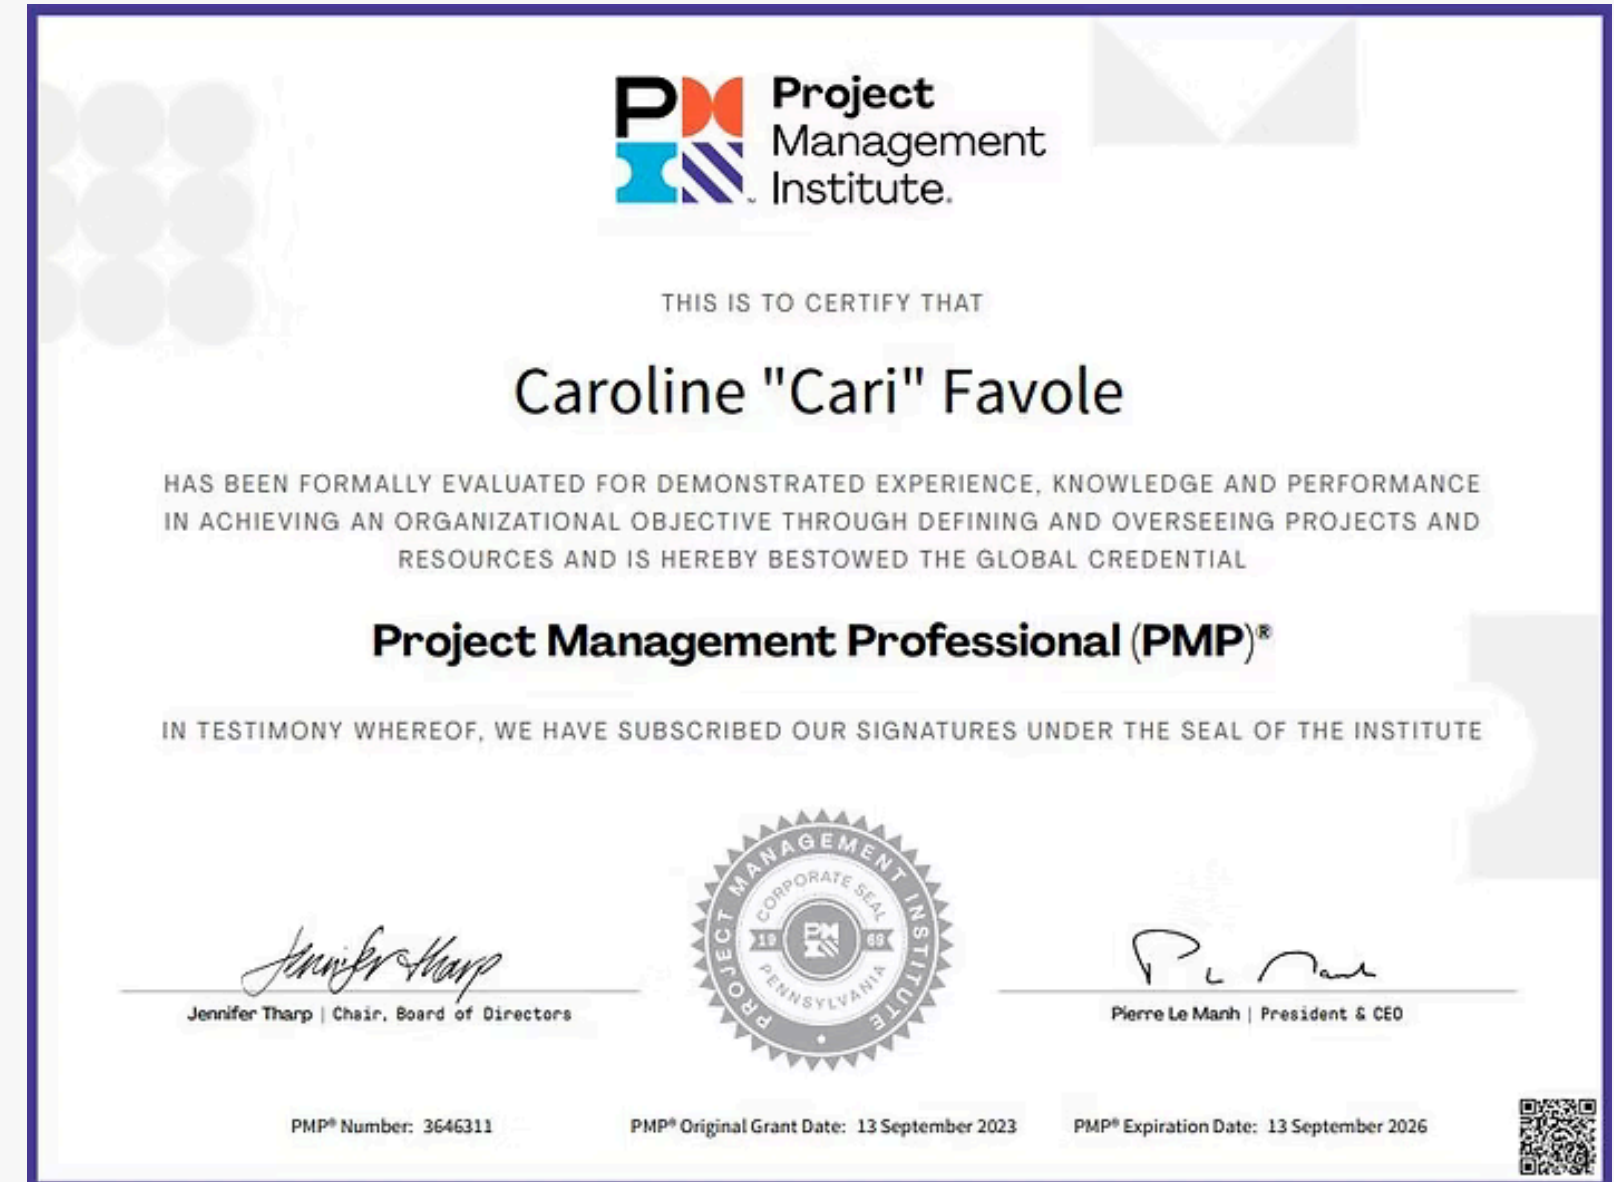 Project
Management
Institute.
THIS IS TO CERTIFY THAT
Caroline "Cari" Favole
HAS BEEN FORMALLY EVALUATED FOR DEMONSTRATED EXPERIENCE, KNOWLEDGE AND PERFORMANCE
IN ACHIEVING AN ORGANIZATIONAL OBJECTIVE THROUGH DEFINING AND OVERSEEING PROJECTS AND
RESOURCES AND IS HEREBY BESTOWED THE GLOBAL CREDENTIAL
Project Management Professional (PMP)®
IN TESTIMONY WHEREOF, WE HAVE SUBSCRIBED OUR SIGNATURES UNDER THE SEAL OF THE INSTITUTE
PROJECT MANAGEMENT INSTITUTE
CORPORATE SEAL
19 PMI 69
PENNSYLVANIA
Jennifer Tharp
Jennifer Tharp | Chair, Board of Directors
P L Manh
Pierre Le Manh | President & CEO
PMP® Number: 3646311
PMP® Original Grant Date: 13 September 2023
PMP® Expiration Date: 13 September 2026